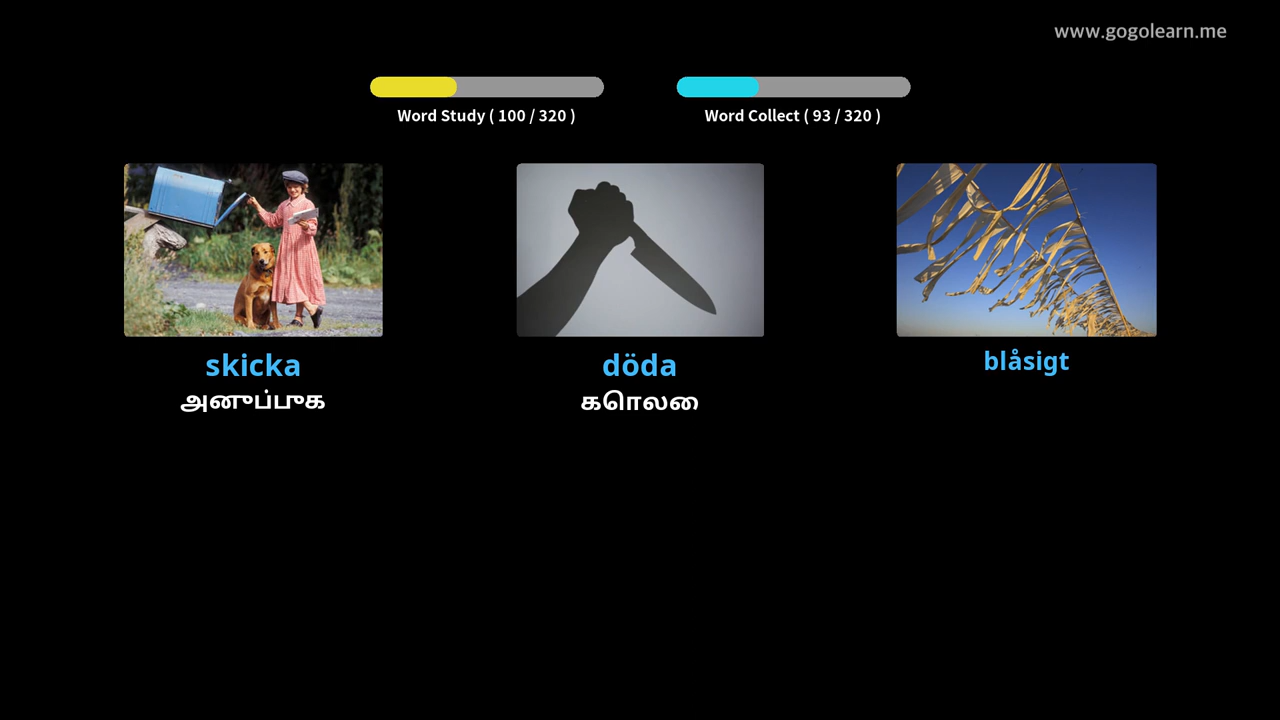 www.gogolearn.me
Word Study ( 100 / 320 )
Word Collect ( 93 / 320 )
skicka
அனுப்புக
döda
கொலை
blåsigt